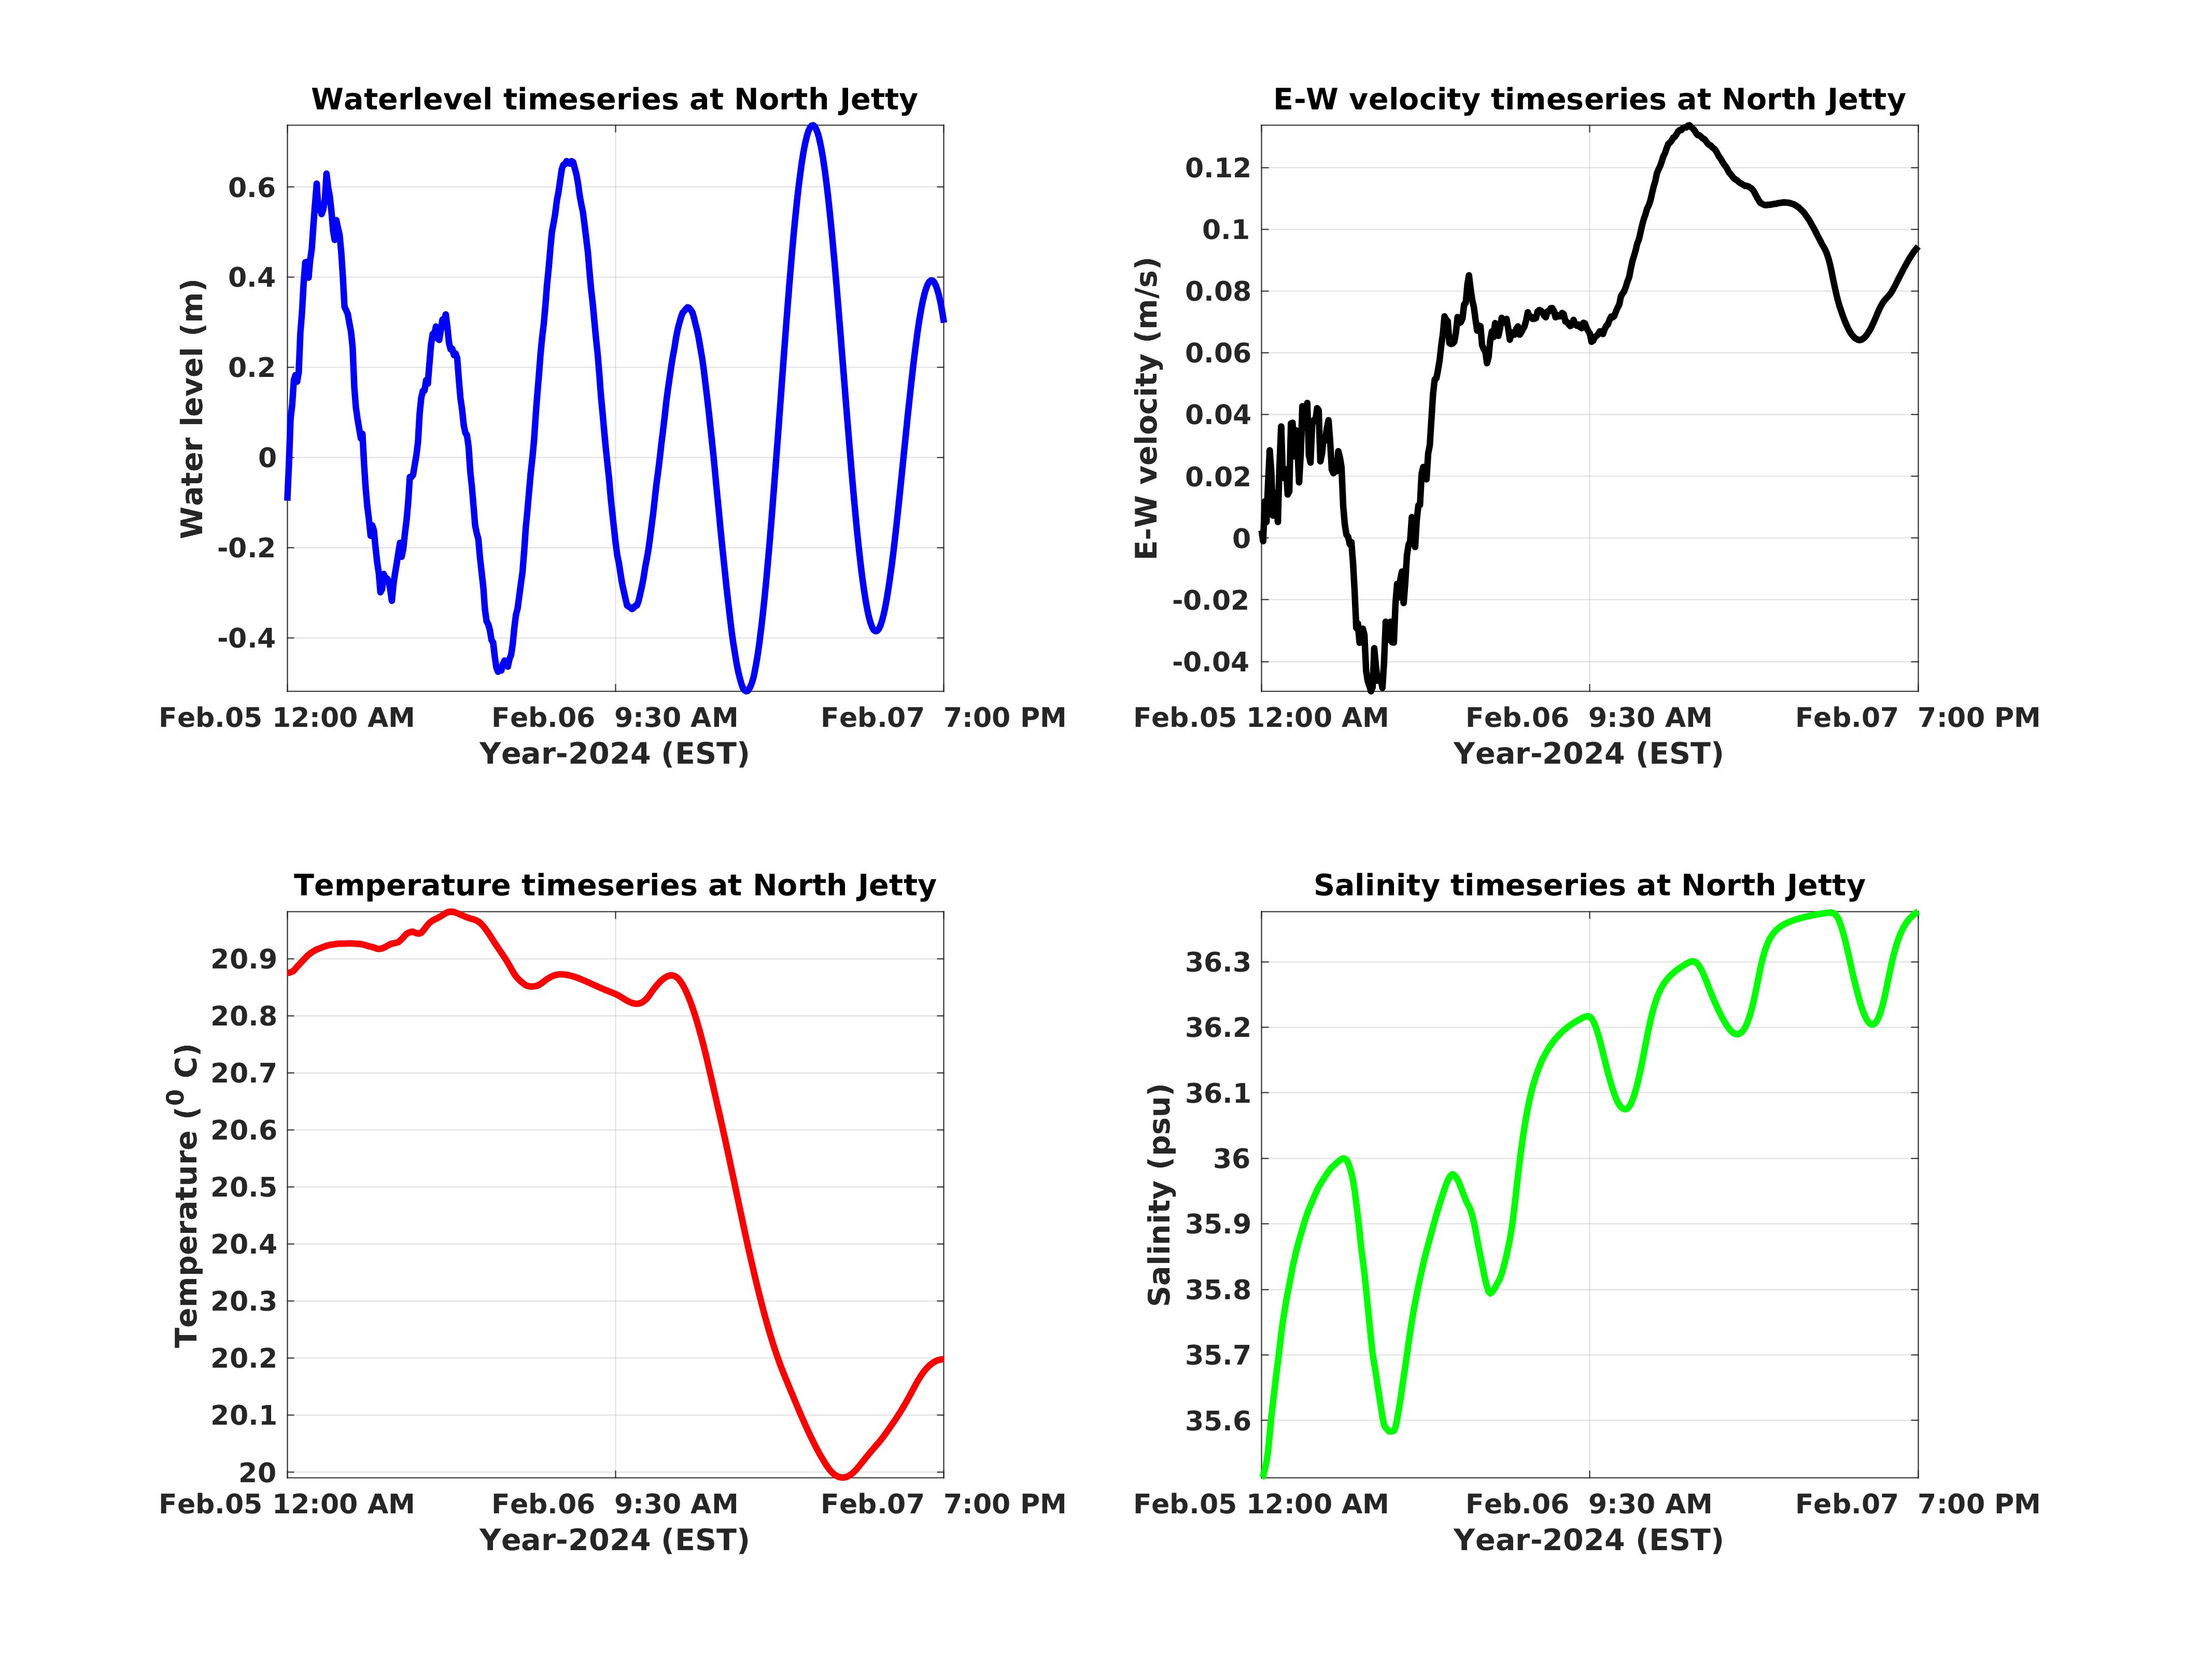 Waterlevel timeseries at North Jetty
Water level (m)
0.6
0.4
0.2
0
-0.2
-0.4
Feb.05 12:00 AM Feb.06 9:30 AM Feb.07 7:00 PM
Year-2024 (EST)
E-W velocity timeseries at North Jetty
E-W velocity (m/s)
0.12
0.1
0.08
0.06
0.04
0.02
0
-0.02
-0.04
Feb.05 12:00 AM Feb.06 9:30 AM Feb.07 7:00 PM
Year-2024 (EST)
Temperature timeseries at North Jetty
Temperature (⁰ C)
20.9
20.8
20.7
20.6
20.5
20.4
20.3
20.2
20.1
20
Feb.05 12:00 AM Feb.06 9:30 AM Feb.07 7:00 PM
Year-2024 (EST)
Salinity timeseries at North Jetty
Salinity (psu)
36.3
36.2
36.1
36
35.9
35.8
35.7
35.6
Feb.05 12:00 AM Feb.06 9:30 AM Feb.07 7:00 PM
Year-2024 (EST)